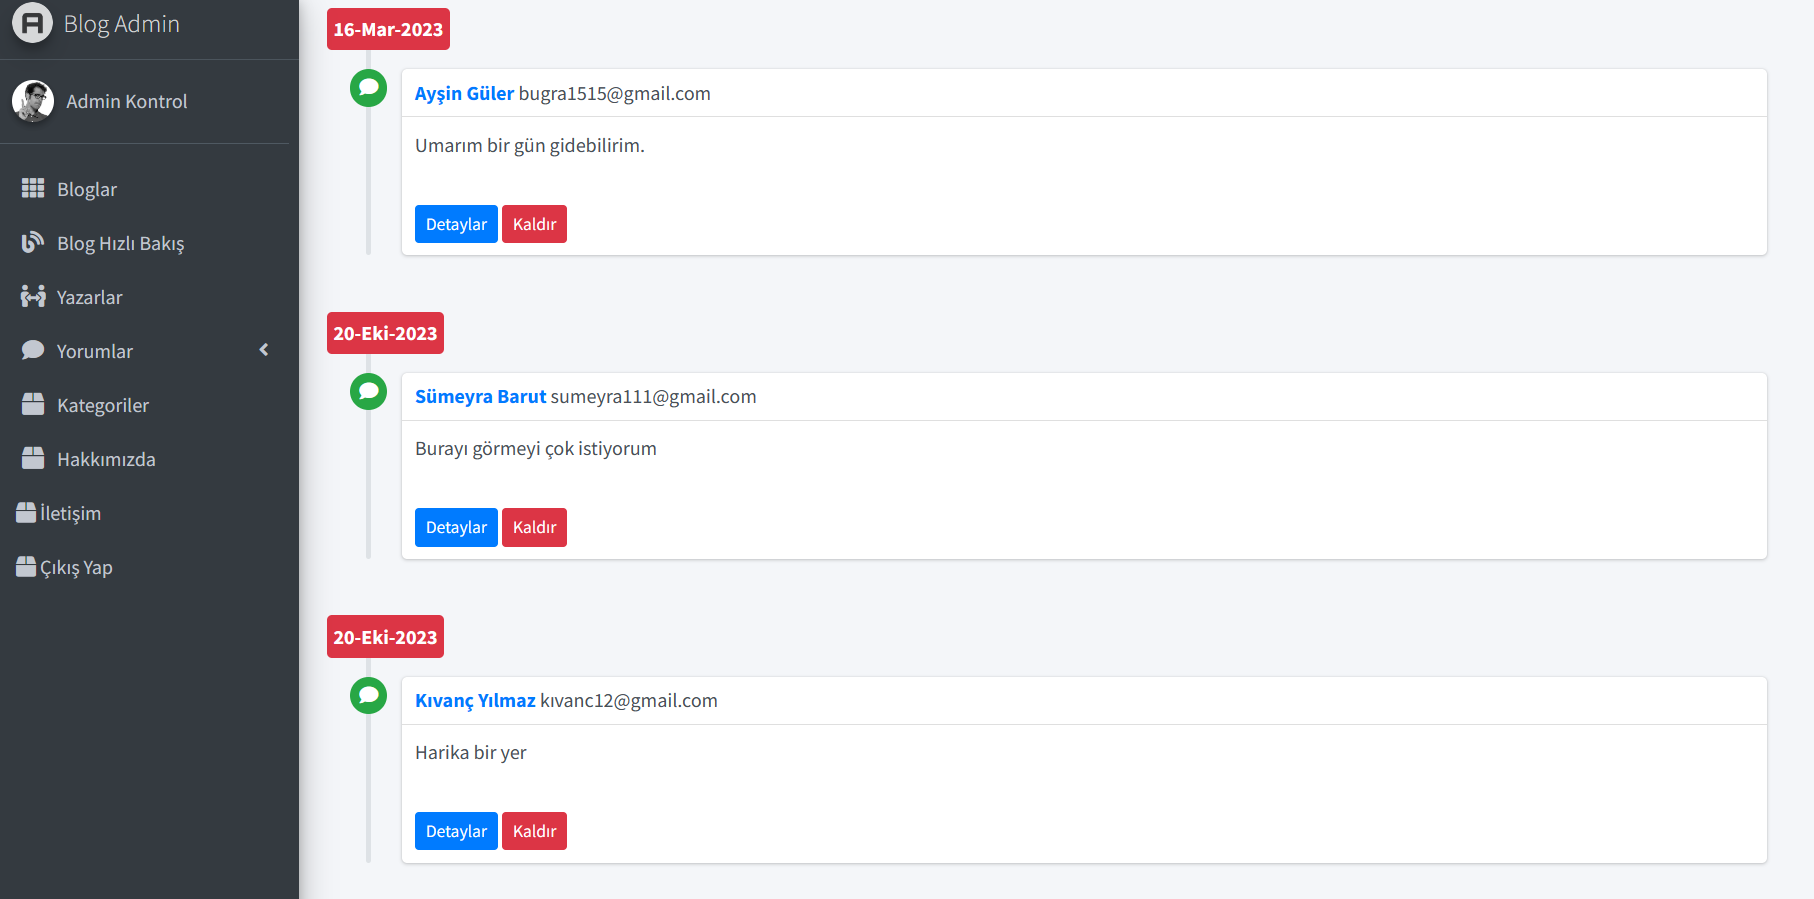 Blog Admin
Admin Kontrol
Bloglar
Blog Hızlı Bakış
Yazarlar
Yorumlar
Kategoriler
Hakkımızda
İletişim
Çıkış Yap
16-Mar-2023
Ayşin Güler bugra1515@gmail.com
Umarım bir gün gidebilirim.
Detaylar Kaldır
20-Eki-2023
Sümeyra Barut sumeyra111@gmail.com
Burayı görmeyi çok istiyorum
Detaylar Kaldır
20-Eki-2023
Kıvanç Yılmaz kıvanc12@gmail.com
Harika bir yer
Detaylar Kaldır